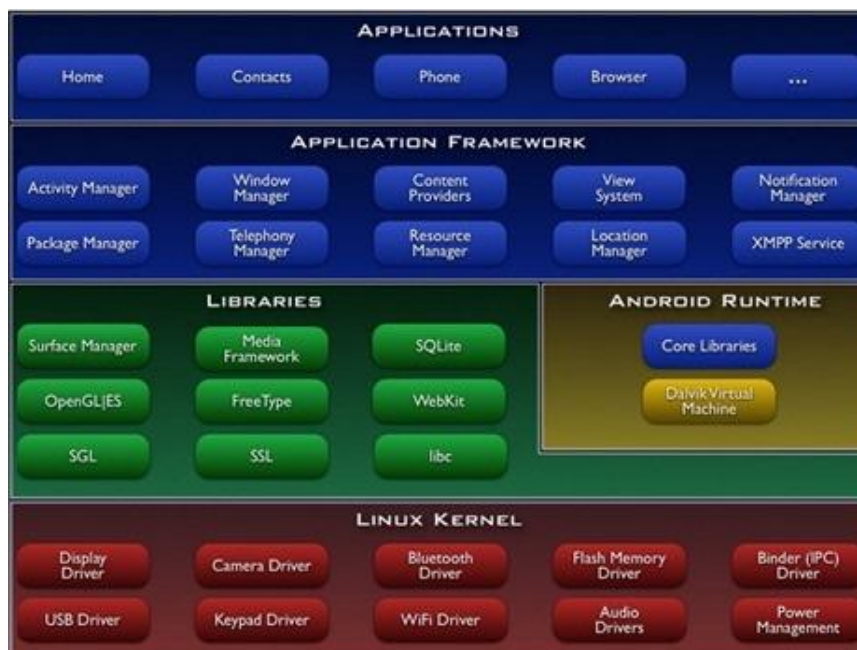 APPLICATIONS
Home
Contacts
Phone
Browser
...
APPLICATION FRAMEWORK
Activity Manager
Window
Manager
Content
Providers
View
System
Notification
Manager
Package Manager
Telephony
Manager
Resource
Manager
Location
Manager
XMPP Service
LIBRARIES
Surface Manager
Media
Framework
SQLite
OpenGL|ES
FreeType
WebKit
SGL
SSL
libc
ANDROID RUNTIME
Core Libraries
Dalvik Virtual
Machine
LINUX KERNEL
Display
Driver
Camera Driver
Bluetooth
Driver
Flash Memory
Driver
Binder (IPC)
Driver
USB Driver
Keypad Driver
WiFi Driver
Audio
Drivers
Power
Management